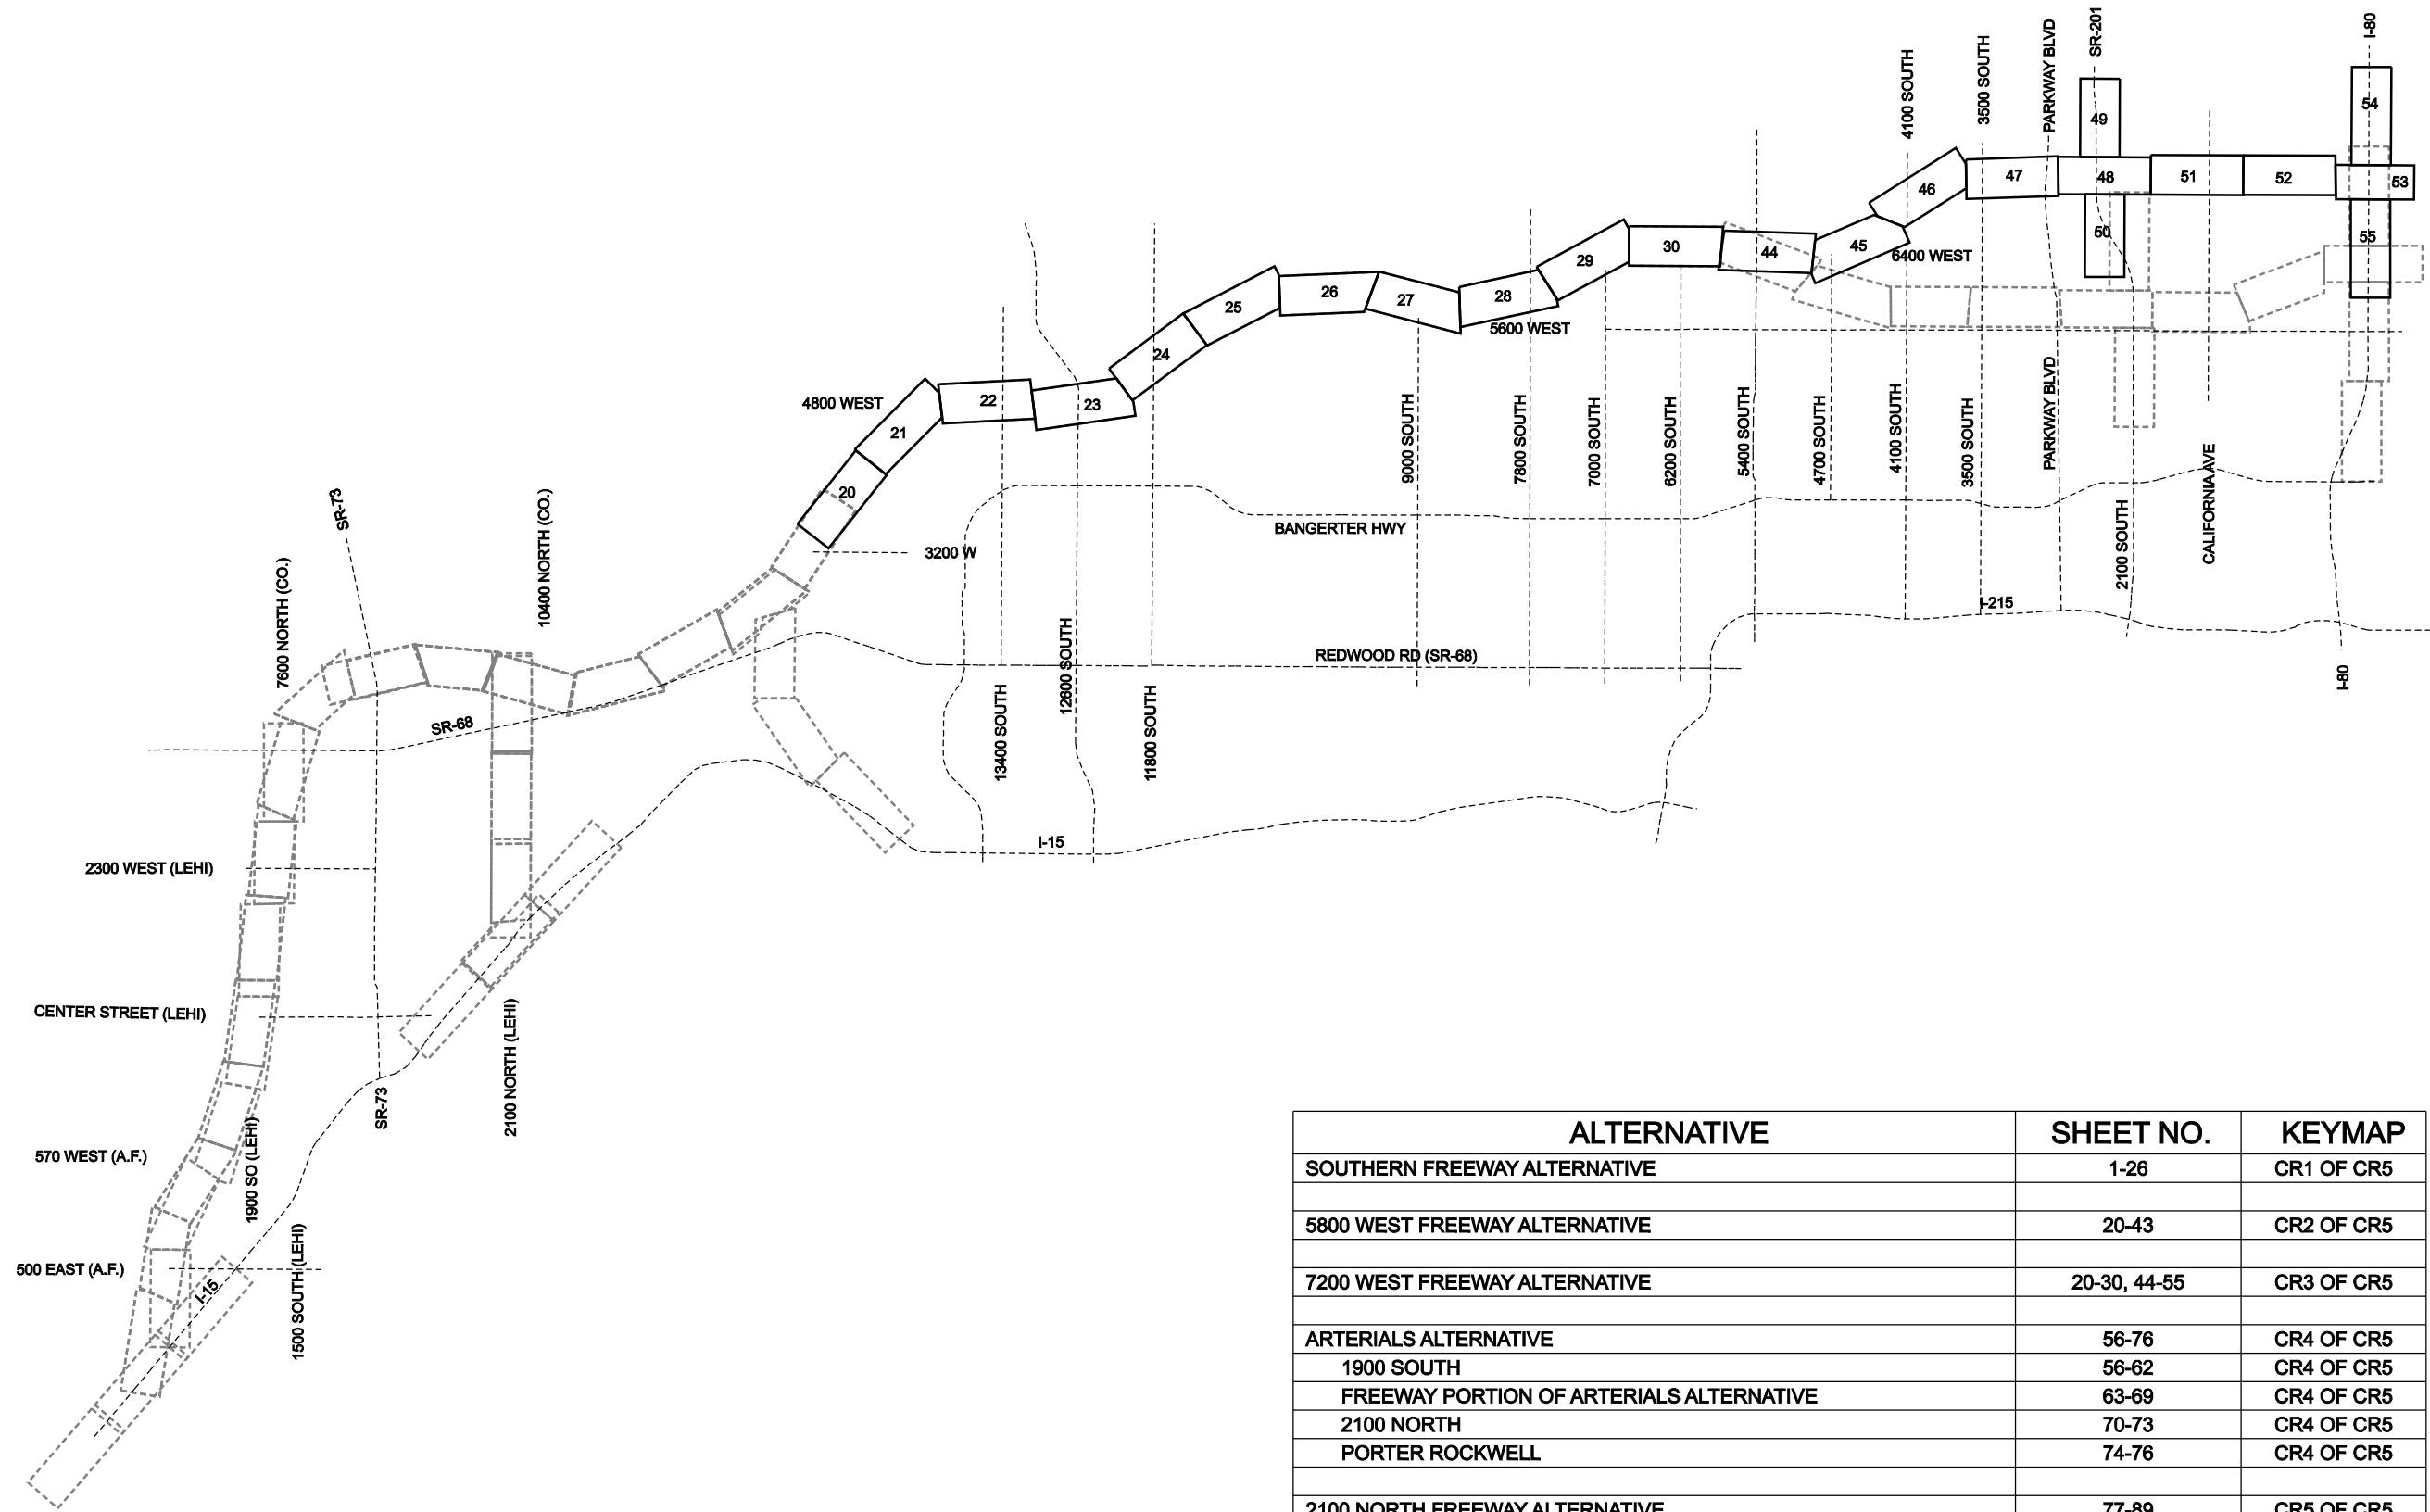 I-80
SR-201
PARKWAY BLVD
3500 SOUTH
4100 SOUTH
54
49
53
52
51
48
47
46
50
55
45
6400 WEST
44
30
29
28
27
26
25
24
5600 WEST
23
22
21
20
4800 WEST
9000 SOUTH
7800 SOUTH
7000 SOUTH
6200 SOUTH
5400 SOUTH
4700 SOUTH
4100 SOUTH
3500 SOUTH
PARKWAY BLVD
2100 SOUTH
CALIFORNIA AVE
BANGERTER HWY
3200 W
SR-73
10400 NORTH (CO.)
7600 NORTH (CO.)
I-215
REDWOOD RD (SR-68)
I-80
SR-68
13400 SOUTH
12600 SOUTH
11800 SOUTH
I-15
2300 WEST (LEHI)
CENTER STREET (LEHI)
SR-73
2100 NORTH (LEHI)
570 WEST (A.F.)
1900 SO (LEHI)
500 EAST (A.F.)
I-15
1500 SOUTH (LEHI)
ALTERNATIVE SHEET NO. KEYMAP
SOUTHERN FREEWAY ALTERNATIVE 1-26 CR1 OF CR5
5800 WEST FREEWAY ALTERNATIVE 20-43 CR2 OF CR5
7200 WEST FREEWAY ALTERNATIVE 20-30, 44-55 CR3 OF CR5
ARTERIALS ALTERNATIVE 56-76 CR4 OF CR5
1900 SOUTH 56-62 CR4 OF CR5
FREEWAY PORTION OF ARTERIALS ALTERNATIVE 63-69 CR4 OF CR5
2100 NORTH 70-73 CR4 OF CR5
PORTER ROCKWELL 74-76 CR4 OF CR5
2100 NORTH FREEWAY ALTERNATIVE 77-89 CR5 OF CR5